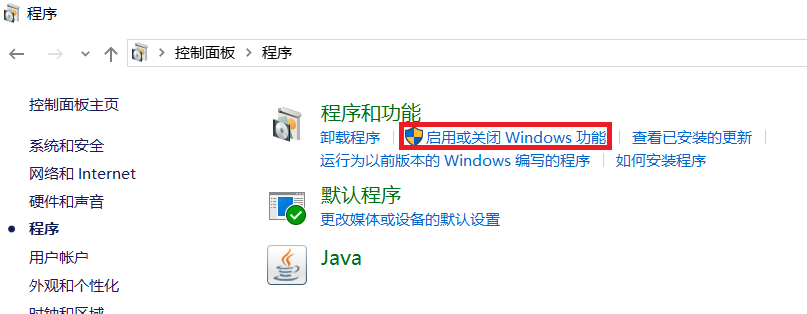 程序
控制面板 > 程序
控制面板主页
系统和安全
网络和 Internet
硬件和声音
程序
用户帐户
外观和个性化
时钟和区域
程序和功能
卸载程序 启用或关闭 Windows 功能 查看已安装的更新
运行为以前版本的 Windows 编写的程序 如何安装程序
默认程序
更改媒体或设备的默认设置
Java